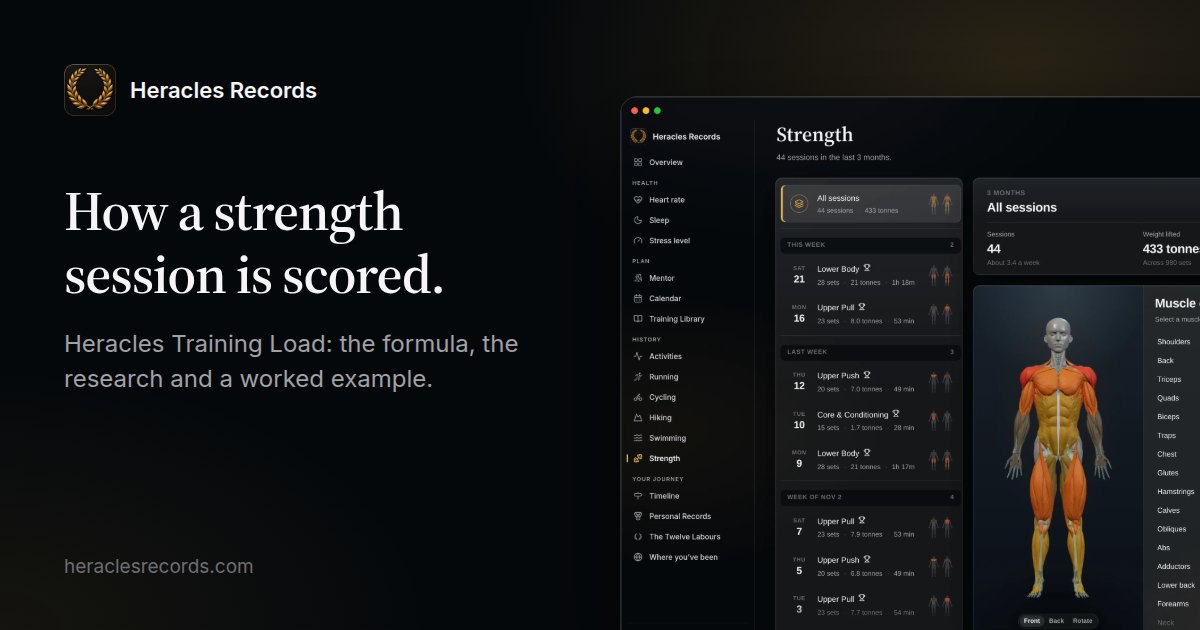 Heracles Records
How a strength
session is scored.
Heracles Training Load: the formula, the
research and a worked example.
heraclesrecords.com
Heracles Records
Overview
HEALTH
Heart rate
Sleep
Stress level
PLAN
Mentor
Calendar
Training Library
HISTORY
Activities
Running
Cycling
Hiking
Swimming
Strength
YOUR JOURNEY
Timeline
Personal Records
The Twelve Labours
Where you've been
Strength
44 sessions in the last 3 months.
All sessions
44 sessions · 433 tonnes
THIS WEEK 2
SAT
21
Lower Body
28 sets · 21 tonnes · 1h 18m
MON
16
Upper Pull
23 sets · 8.0 tonnes · 53 min
LAST WEEK 3
THU
12
Upper Push
20 sets · 7.0 tonnes · 49 min
TUE
10
Core & Conditioning
15 sets · 1.7 tonnes · 28 min
MON
9
Lower Body
28 sets · 21 tonnes · 1h 17m
WEEK OF NOV 2 4
SAT
7
Upper Pull
23 sets · 7.9 tonnes · 53 min
THU
5
Upper Push
20 sets · 6.8 tonnes · 49 min
TUE
3
Upper Pull
23 sets · 7.7 tonnes · 54 min
3 MONTHS
All sessions
Sessions
44
About 3.4 a week
Weight lifted
433 tonne
Across 980 sets
Muscle
Select a muscl
Shoulders
Back
Triceps
Quads
Biceps
Traps
Chest
Glutes
Hamstrings
Calves
Obliques
Abs
Adductors
Lower back
Forearms
Neck
Front Back Rotate